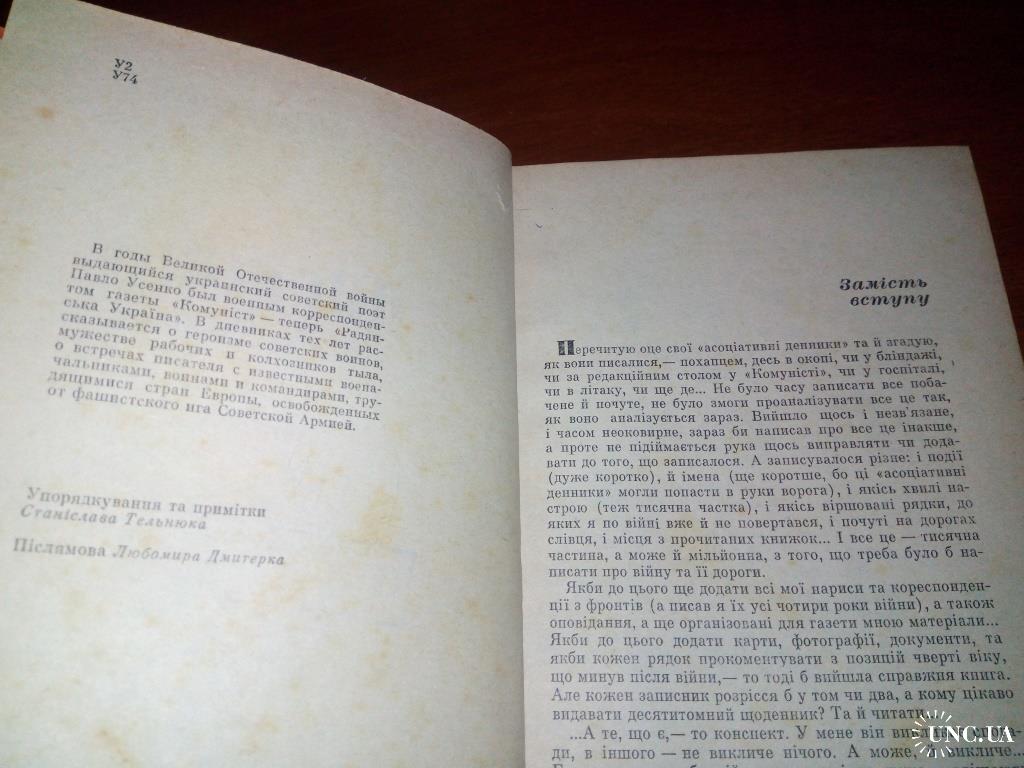 У2
У74
В годы Великой Отечественной войны
выдающийся украинский советский поэт
Павло Усенко был военным корреспонден-
том газеты «Комуніст» — теперь «Радян-
ська Україна». В дневниках тех лет рас-
сказывается о героизме советских воинов,
мужестве рабочих и колхозников тыла,
о встречах писателя с известными военa-
чальниками, воинами и командирами, тру-
дящимися стран Европы, освобожденных
от фашистского ига Советской Армией.
Упорядкування та примітки
Станіслава Тельнюка
Післямова Любомира Дмитерка
Замість
вступу
Перечитую оце свої «асоціативні денники» та й згадую,
як вони писалися,— похапцем, десь в окопі, чи у бліндажі,
чи за редакційним столом у «Комуністі», чи у госпіталі,
чи в літаку, чи ще де... Не було часу записати все поба-
чене й почуте, не було змоги проаналізувати все це так,
як воно аналізується зараз. Вийшло щось і незв'язане,
і часом неоковирне, зараз би написав про все це інакше,
а проте не підіймається рука щось виправляти чи дода-
вати до того, що записалося. А записувалося різне: і події
(дуже коротко), й імена (ще коротше, бо ці «асоціативні
денники» могли попасти в руки ворога), і якісь хвилі на-
строю (теж тисячна частка), і якісь віршовані рядки, до
яких я по війні вже й не повертався, і почуті на дорогах
слівця, і місця з прочитаних книжок... І все це — тисячна
частина, а може й мільйонна, з того, що треба було б на-
писати про війну та її дороги.
Якби до цього ще додати всі мої нариси та кореспонден-
ції з фронтів (а писав я їх усі чотири роки війни), а також
оповідання, а ще організовані для газети мною матеріали...
Якби до цього додати карти, фотографії, документи, та
якби кожен рядок прокоментувати з позицій чверті віку,
що минув після війни,— то тоді б вийшла справжня книга.
Але кожен записник розрісся б у том чи два, а кому цікаво
видавати десятитомний щоденник? Та й читати...
...А те, що є,— то конспект. У мене він викличе
ди, в іншого — не викличе нічого. А може, й викличе...
UNC.UA